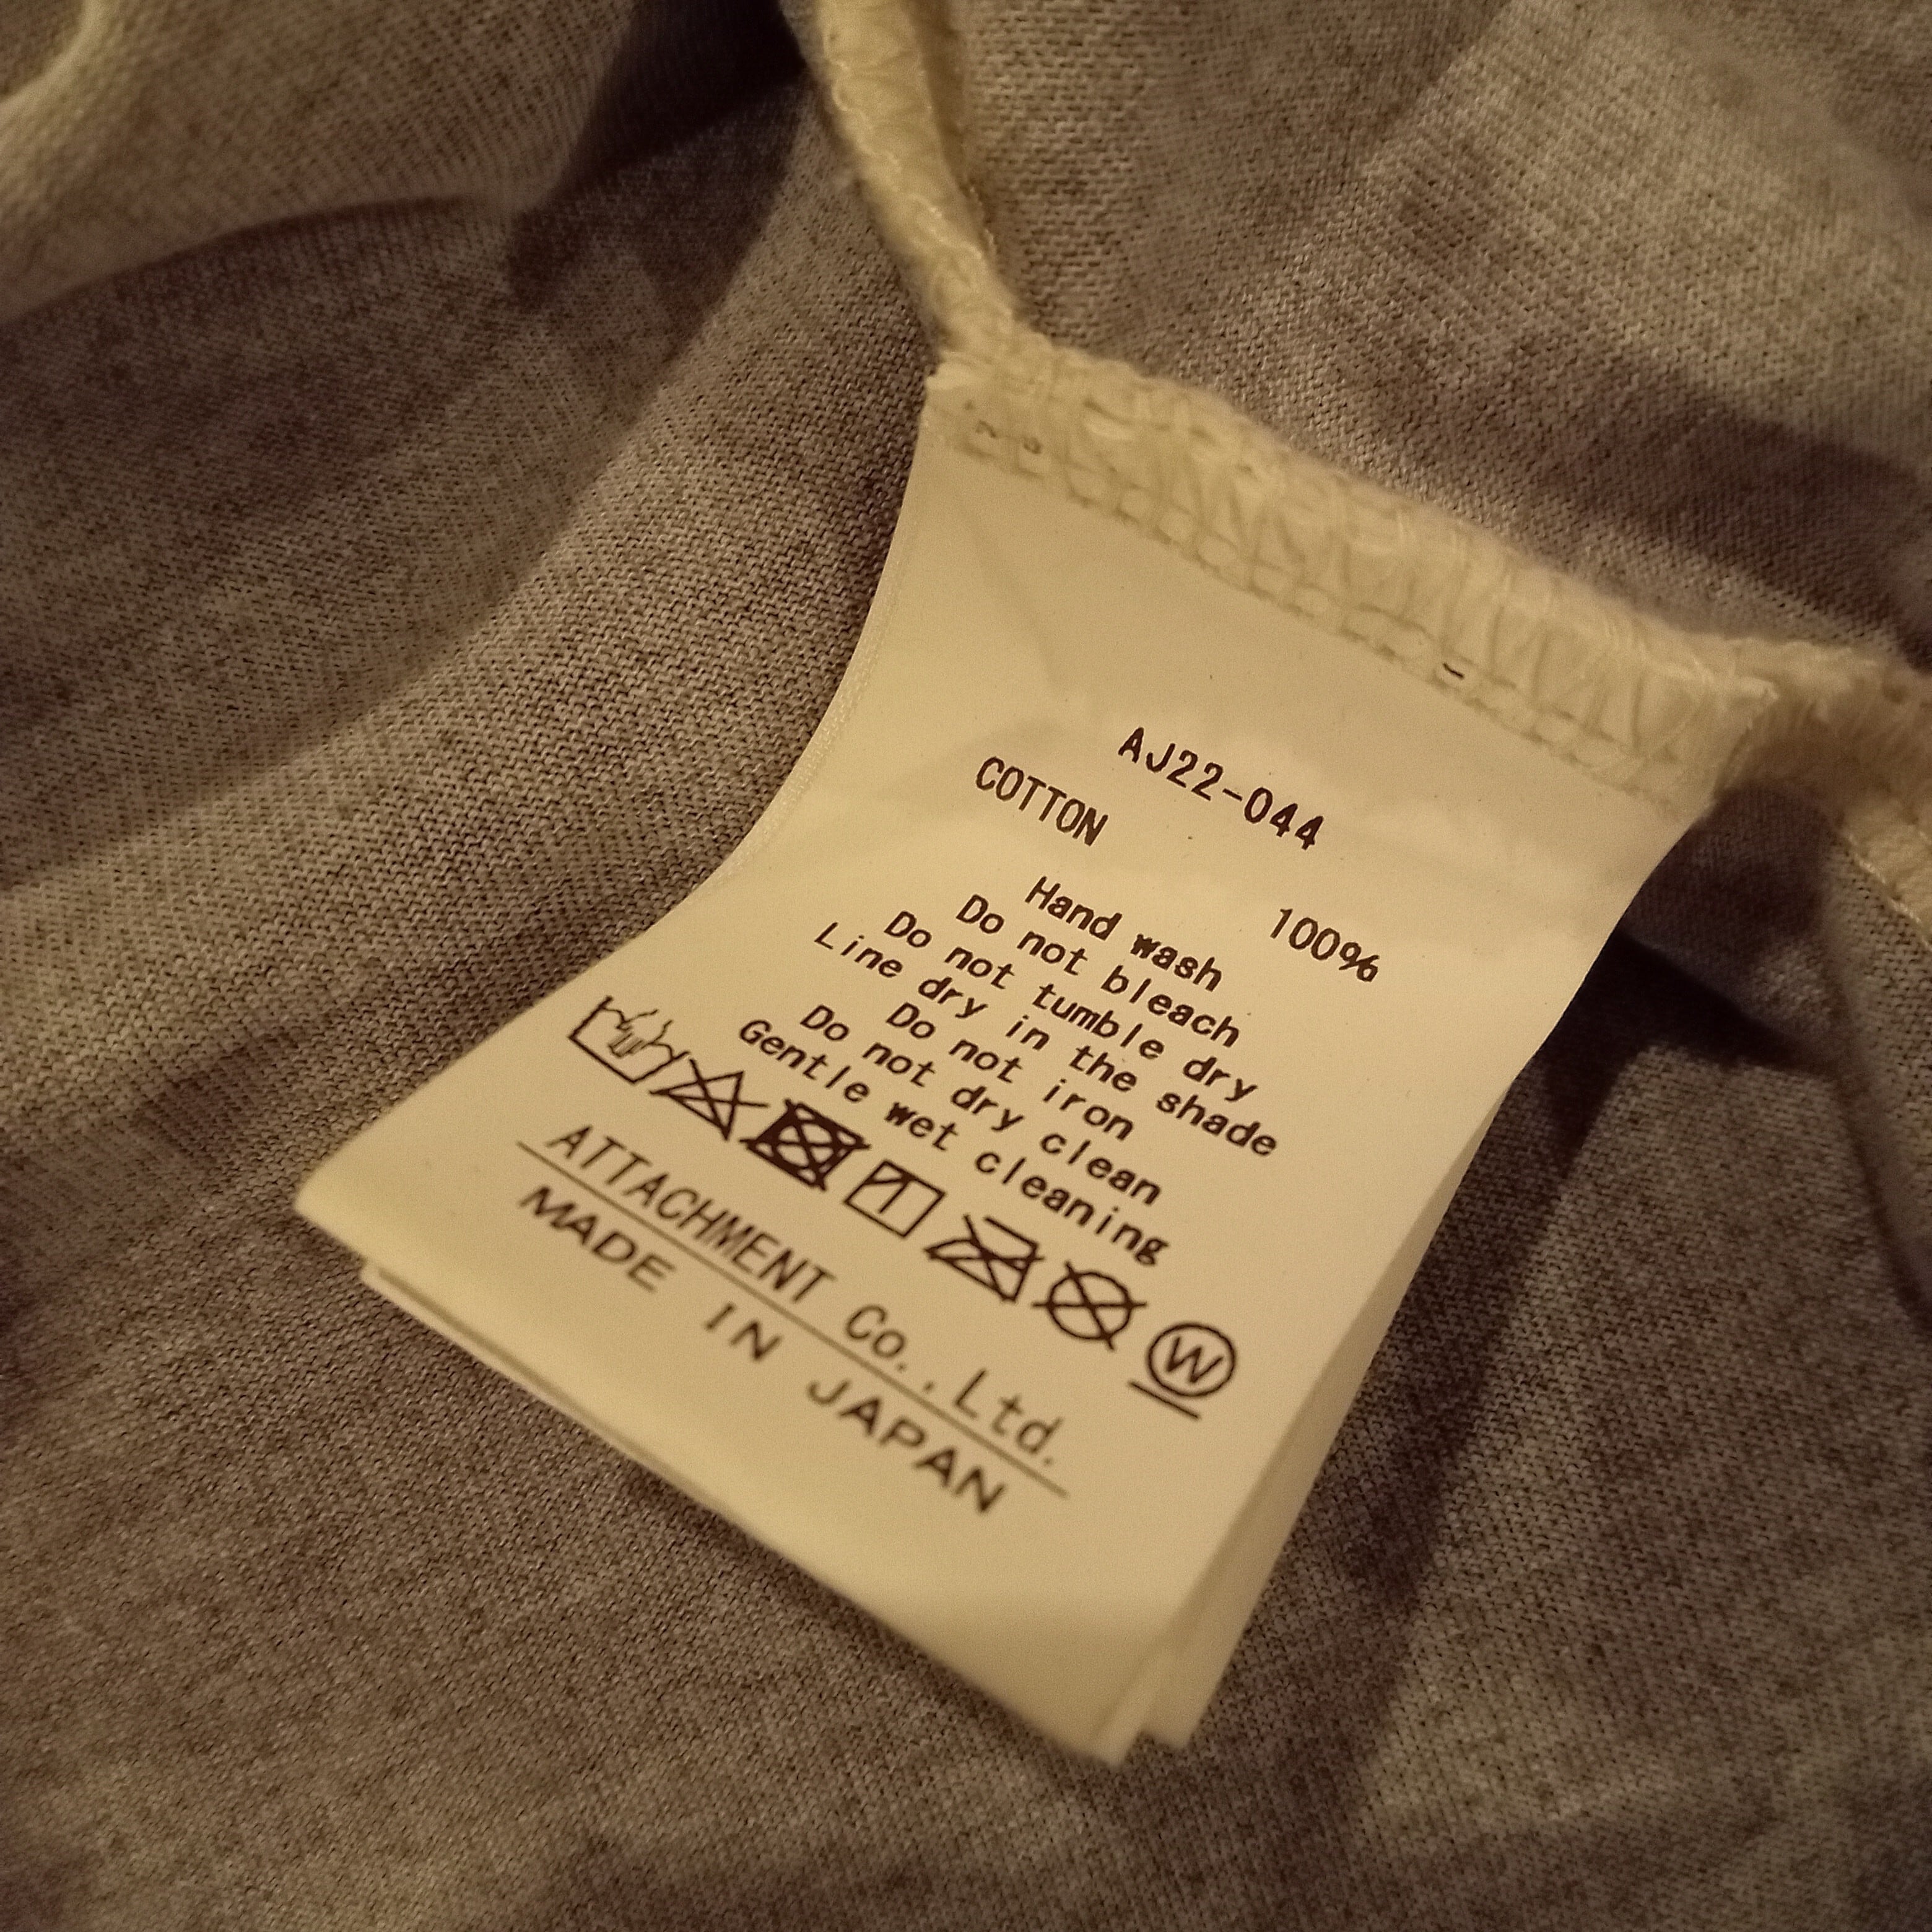 AJ22-044
COTTON 100%
Hand wash
Do not bleach
Do not tumble dry
Line dry in the shade
Do not iron
Do not dry clean
Gentle wet cleaning
W
ATTACHMENT Co.,Ltd.
MADE IN JAPAN